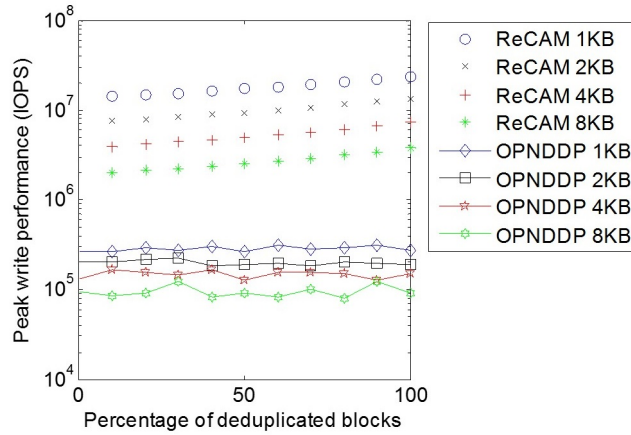 Peak write performance (IOPS)
10^8
10^7
10^6
10^5
10^4
0
50
100
Percentage of deduplicated blocks
ReCAM 1KB
ReCAM 2KB
ReCAM 4KB
ReCAM 8KB
OPNDDP 1KB
OPNDDP 2KB
OPNDDP 4KB
OPNDDP 8KB